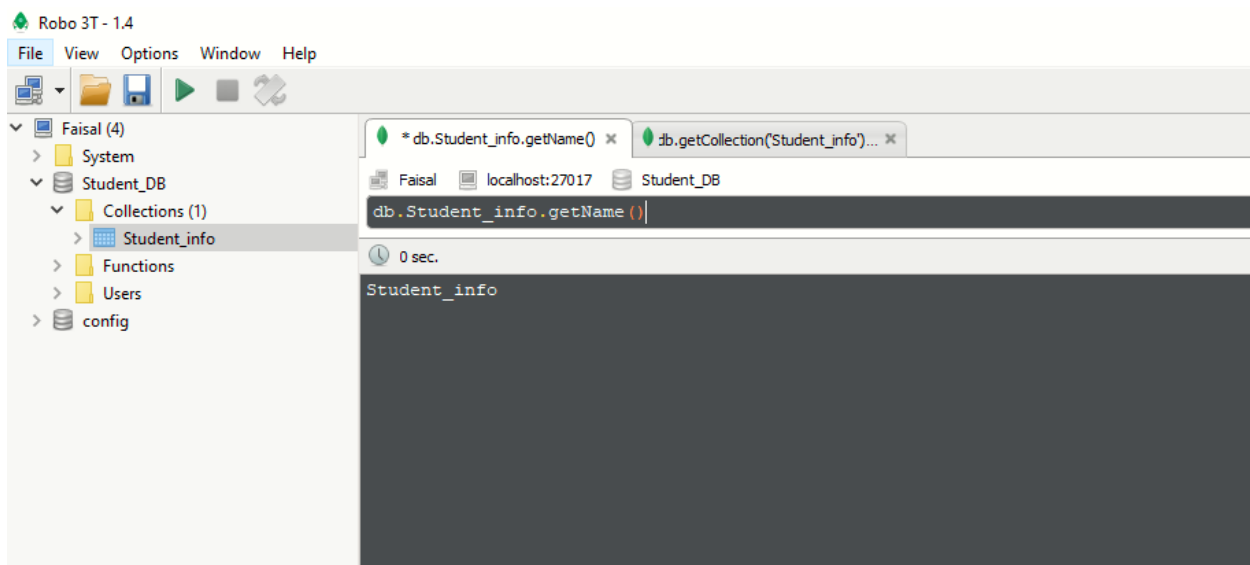 Robo 3T - 1.4
File View Options Window Help
Faisal (4)
System
Student_DB
Collections (1)
Student_info
Functions
Users
config
* db.Student_info.getName()
db.getCollection('Student_info')...
Faisal localhost:27017 Student_DB
db.Student_info.getName()
0 sec.
Student_info